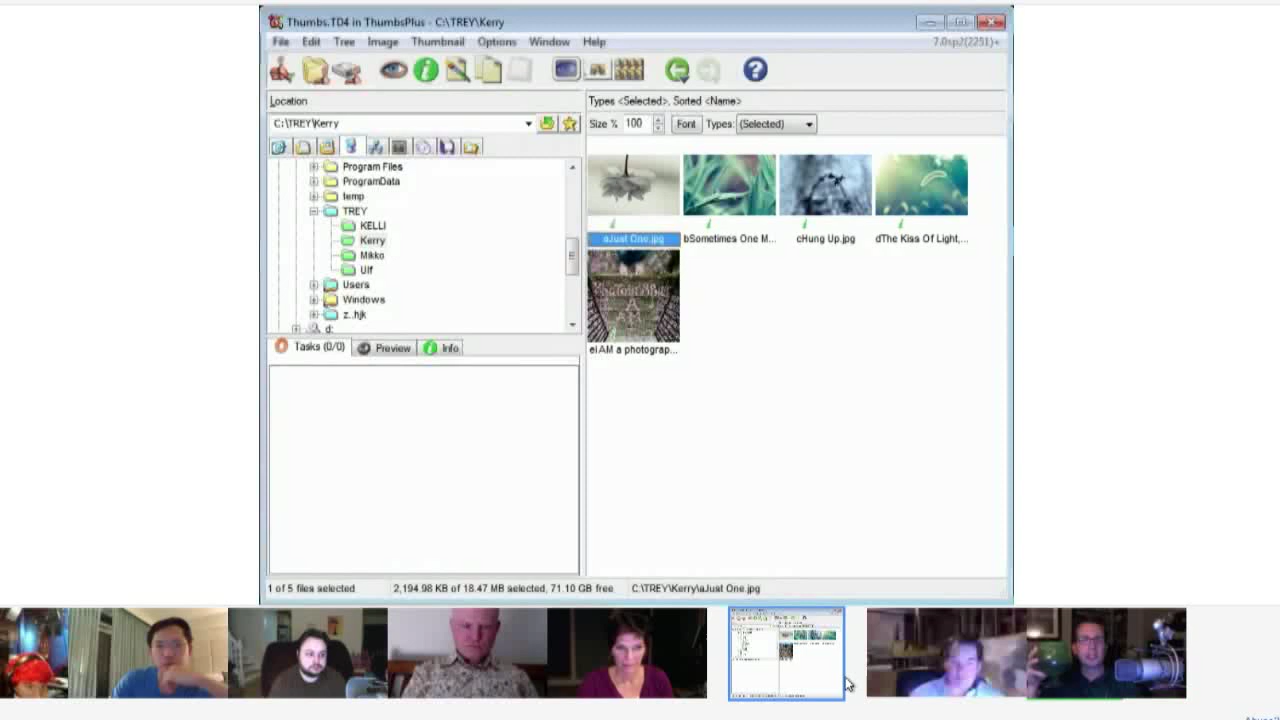 Thumbs.TD4 in ThumbsPlus - C:\TREY\Kerry
File Edit Tree Image Thumbnail Options Window Help 7.0sp2(2251)+
Location
Types <Selected>, Sorted <Name>
C:\TREY\Kerry
Size % 100 Font Types: (Selected)
Program Files
ProgramData
temp
TREY
KELLI
Kerry
Mikko
Ulf
Users
Windows
z..hjk
d:
aJust One.jpg bSometimes One M... cHung Up.jpg dThe Kiss Of Light,...
eI AM a photograp...
Tasks (0/0) Preview Info
1 of 5 files selected 2,194.98 KB of 18.47 MB selected, 71.10 GB free C:\TREY\Kerry\aJust One.jpg